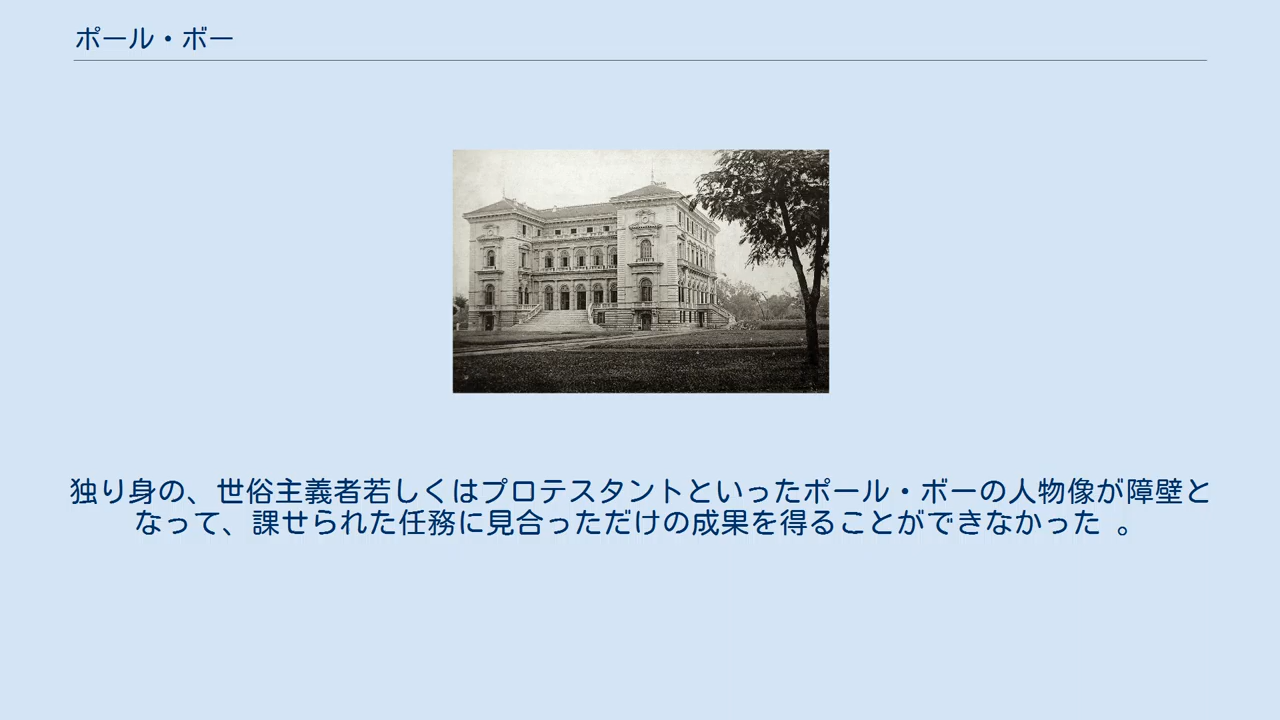 ポール・ボー
独り身の、世俗主義者若しくはプロテスタントといったポール・ボーの人物像が障壁と
なって、課せられた任務に見合っただけの成果を得ることができなかった 。